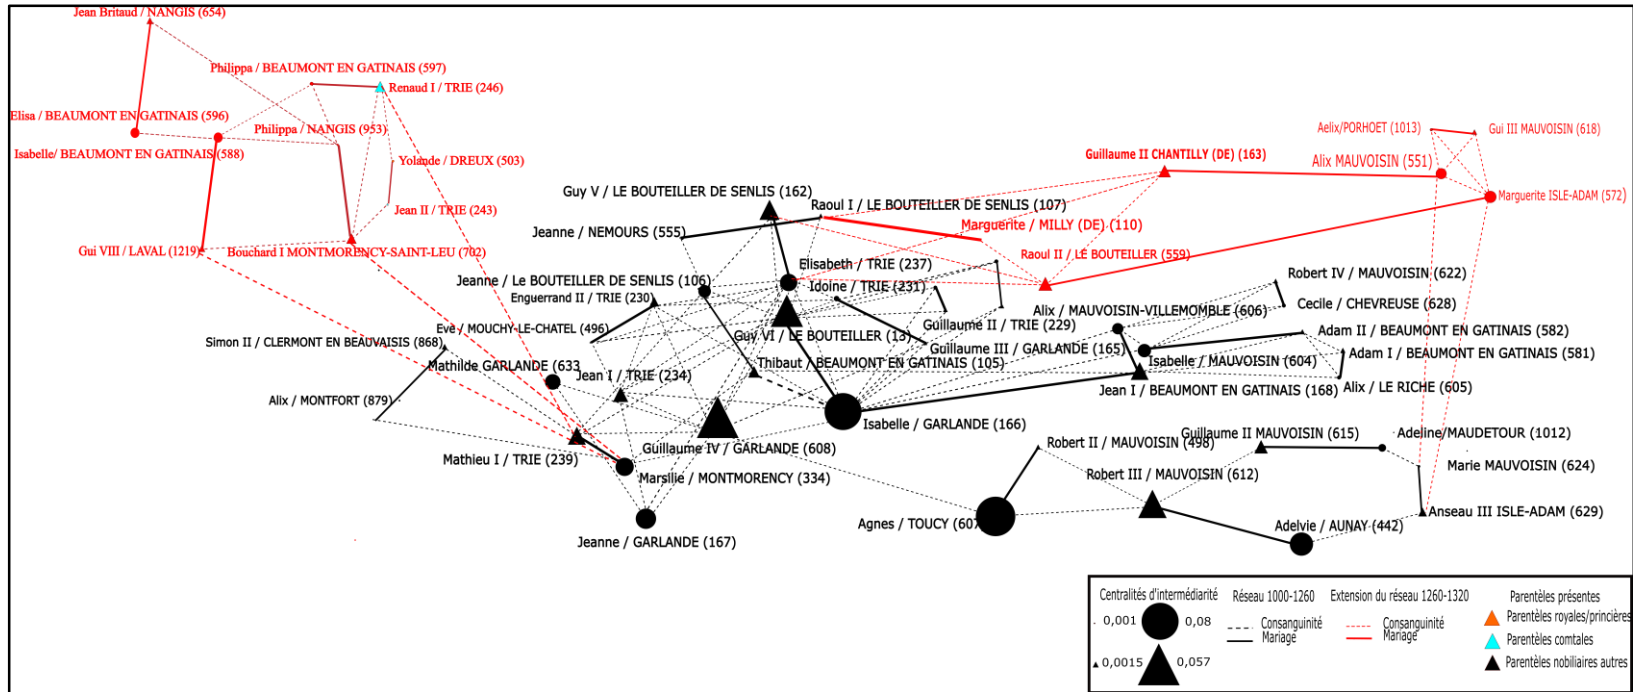 Jean Britaud / NANGIS (654)
Philippa / BEAUMONT EN GATINAIS (597)
Renaud I / TRIE (246)
Elisa / BEAUMONT EN GATINAIS (596)
Philippa / NANGIS (953)
Isabelle/ BEAUMONT EN GATINAIS (588)
Yolande / DREUX (503)
Jean II / TRIE (243)
Gui VIII / LAVAL (1219)
Bouchard I MONTMORENCY-SAINT-LEU (702)
Aelix/PORHOET (1013)
Gui III MAUVOISIN (618)
Guillaume II CHANTILLY (DE) (163)
Alix MAUVOISIN (551)
Marguerite ISLE-ADAM (572)
Guy V / LE BOUTEILLER DE SENLIS (162)
Raoul I / LE BOUTEILLER DE SENLIS (107)
Marguerite / MILLY (DE) (110)
Jeanne / NEMOURS (555)
Raoul II / LE BOUTEILLER (559)
Elisabeth / TRIE (237)
Jeanne / Le BOUTEILLER DE SENLIS (106)
Idoine / TRIE (231)
Robert IV / MAUVOISIN (622)
Enguerrand II / TRIE (230)
Cecile / CHEVREUSE (628)
Alix / MAUVOISIN-VILLEMOMBLE (606)
Guillaume II / TRIE (229)
Eve / MOUCHY-LE-CHATEL (496)
Guy VI / LE BOUTEILLER (13)
Adam II / BEAUMONT EN GATINAIS (582)
Simon II / CLERMONT EN BEAUVAISIS (868)
Guillaume III / GARLANDE (165)
Adam I / BEAUMONT EN GATINAIS (581)
Mathilde GARLANDE (633
Thibaut / BEAUMONT EN GATINAIS (105)
Isabelle / MAUVOISIN (604)
Jean I / TRIE (234)
Jean I / BEAUMONT EN GATINAIS (168)
Alix / LE RICHE (605)
Alix / MONTFORT (879)
Isabelle / GARLANDE (166)
Robert II / MAUVOISIN (498)
Guillaume II MAUVOISIN (615)
Adeline/MAUDETOUR (1012)
Guillaume IV / GARLANDE (608)
Mathieu I / TRIE (239)
Marsilie / MONTMORENCY (334)
Robert III / MAUVOISIN (612)
Marie MAUVOISIN (624)
Agnes / TOUCY (607
Anseau III ISLE-ADAM (629)
Adelvie / AUNAY (442)
Jeanne / GARLANDE (167)
Centralités d'intermédiarité
0,001
0,08
0,0015
0,057
Réseau 1000-1260
Consanguinité
Mariage
Extension du réseau 1260-1320
Consanguinité
Mariage
Parentèles présentes
Parentèles royales/princières
Parentèles comtales
Parentèles nobiliaires autres